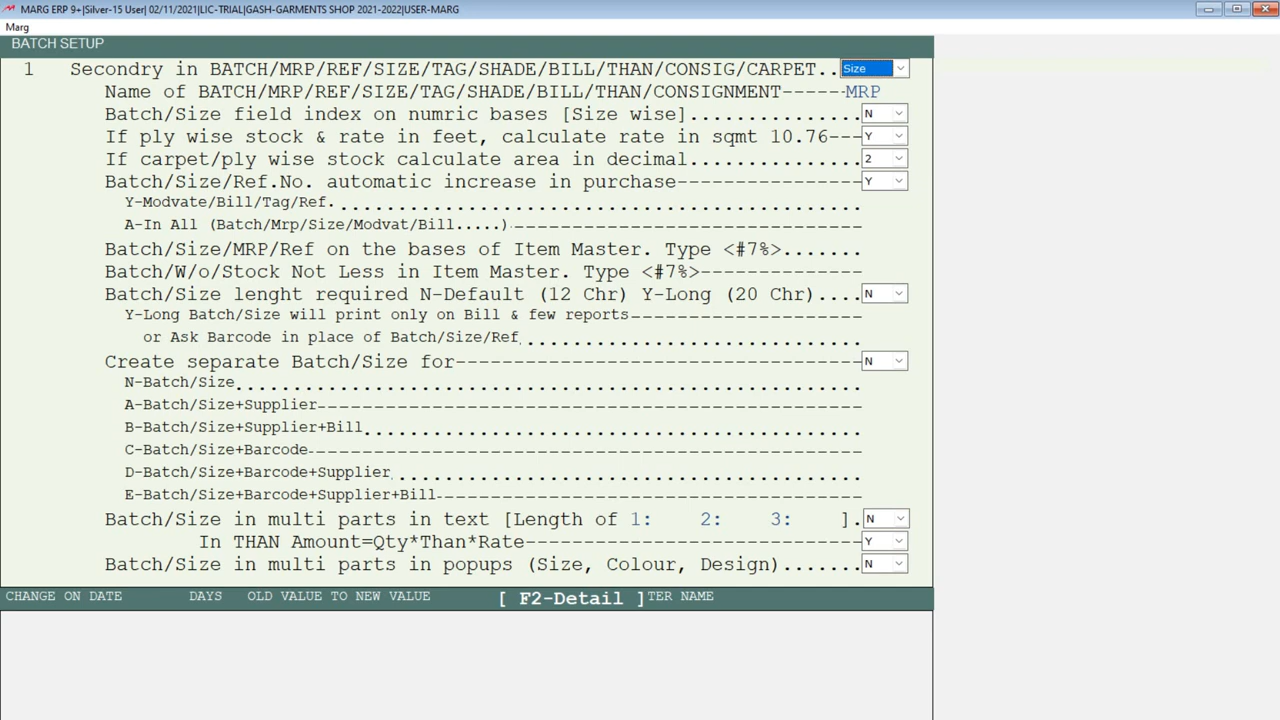 MARG ERP 9+|Silver-15 User| 02/11/2021|LIC-TRIAL|GASH-GARMENTS SHOP 2021-2022|USER-MARG
Marg
BATCH SETUP
1 Secondry in BATCH/MRP/REF/SIZE/TAG/SHADE/BILL/THAN/CONSIG/CARPET.. Size
Name of BATCH/MRP/REF/SIZE/TAG/SHADE/BILL/THAN/CONSIGNMENT------MRP
Batch/Size field index on numric bases [Size wise]................ N
If ply wise stock & rate in feet, calculate rate in sqmt 10.76--- Y
If carpet/ply wise stock calculate area in decimal............... 2
Batch/Size/Ref.No. automatic increase in purchase---------------- Y
Y-Modvate/Bill/Tag/Ref..............................................
A-In All (Batch/Mrp/Size/Modvat/Bill.....)------------------------------
Batch/Size/MRP/Ref on the bases of Item Master. Type <#7%>.......
Batch/W/o/Stock Not Less in Item Master. Type <#7%>--------------
Batch/Size lenght required N-Default (12 Chr) Y-Long (20 Chr).... N
Y-Long Batch/Size will print only on Bill & few reports--------------------
or Ask Barcode in place of Batch/Size/Ref.............................
Create separate Batch/Size for----------------------------------- N
N-Batch/Size......................................................
A-Batch/Size+Supplier-----------------------------------------------
B-Batch/Size+Supplier+Bill...........................................
C-Batch/Size+Barcode------------------------------------------------
D-Batch/Size+Barcode+Supplier........................................
E-Batch/Size+Barcode+Supplier+Bill------------------------------------
Batch/Size in multi parts in text [Length of 1: 2: 3: ]. N
In THAN Amount=Qty*Than*Rate----------------------------- Y
Batch/Size in multi parts in popups (Size, Colour, Design)....... N
CHANGE ON DATE DAYS OLD VALUE TO NEW VALUE [ F2-Detail ] TER NAME